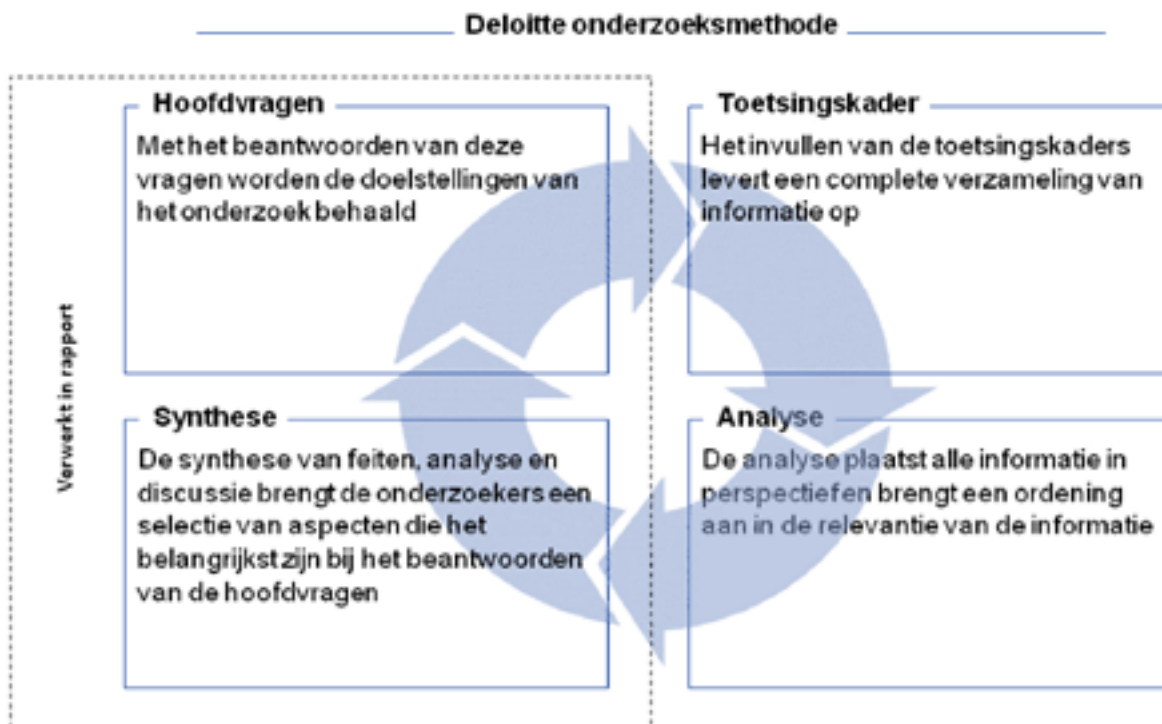 Deloitte onderzoeksmethode
Hoofdvragen
Met het beantwoorden van deze
vragen worden de doelstellingen van
het onderzoek behaald
Toetsingskader
Het invullen van de toetsingskaders
levert een complete verzameling van
informatie op
Verwerkt in rapport
Synthese
De synthese van feiten, analyse en
discussie brengt de onderzoekers een
selectie van aspecten die het
belangrijkst zijn bij het beantwoorden
van de hoofdvragen
Analyse
De analyse plaatst alle informatie in
perspectief en brengt een ordening
aan in de relevantie van de informatie